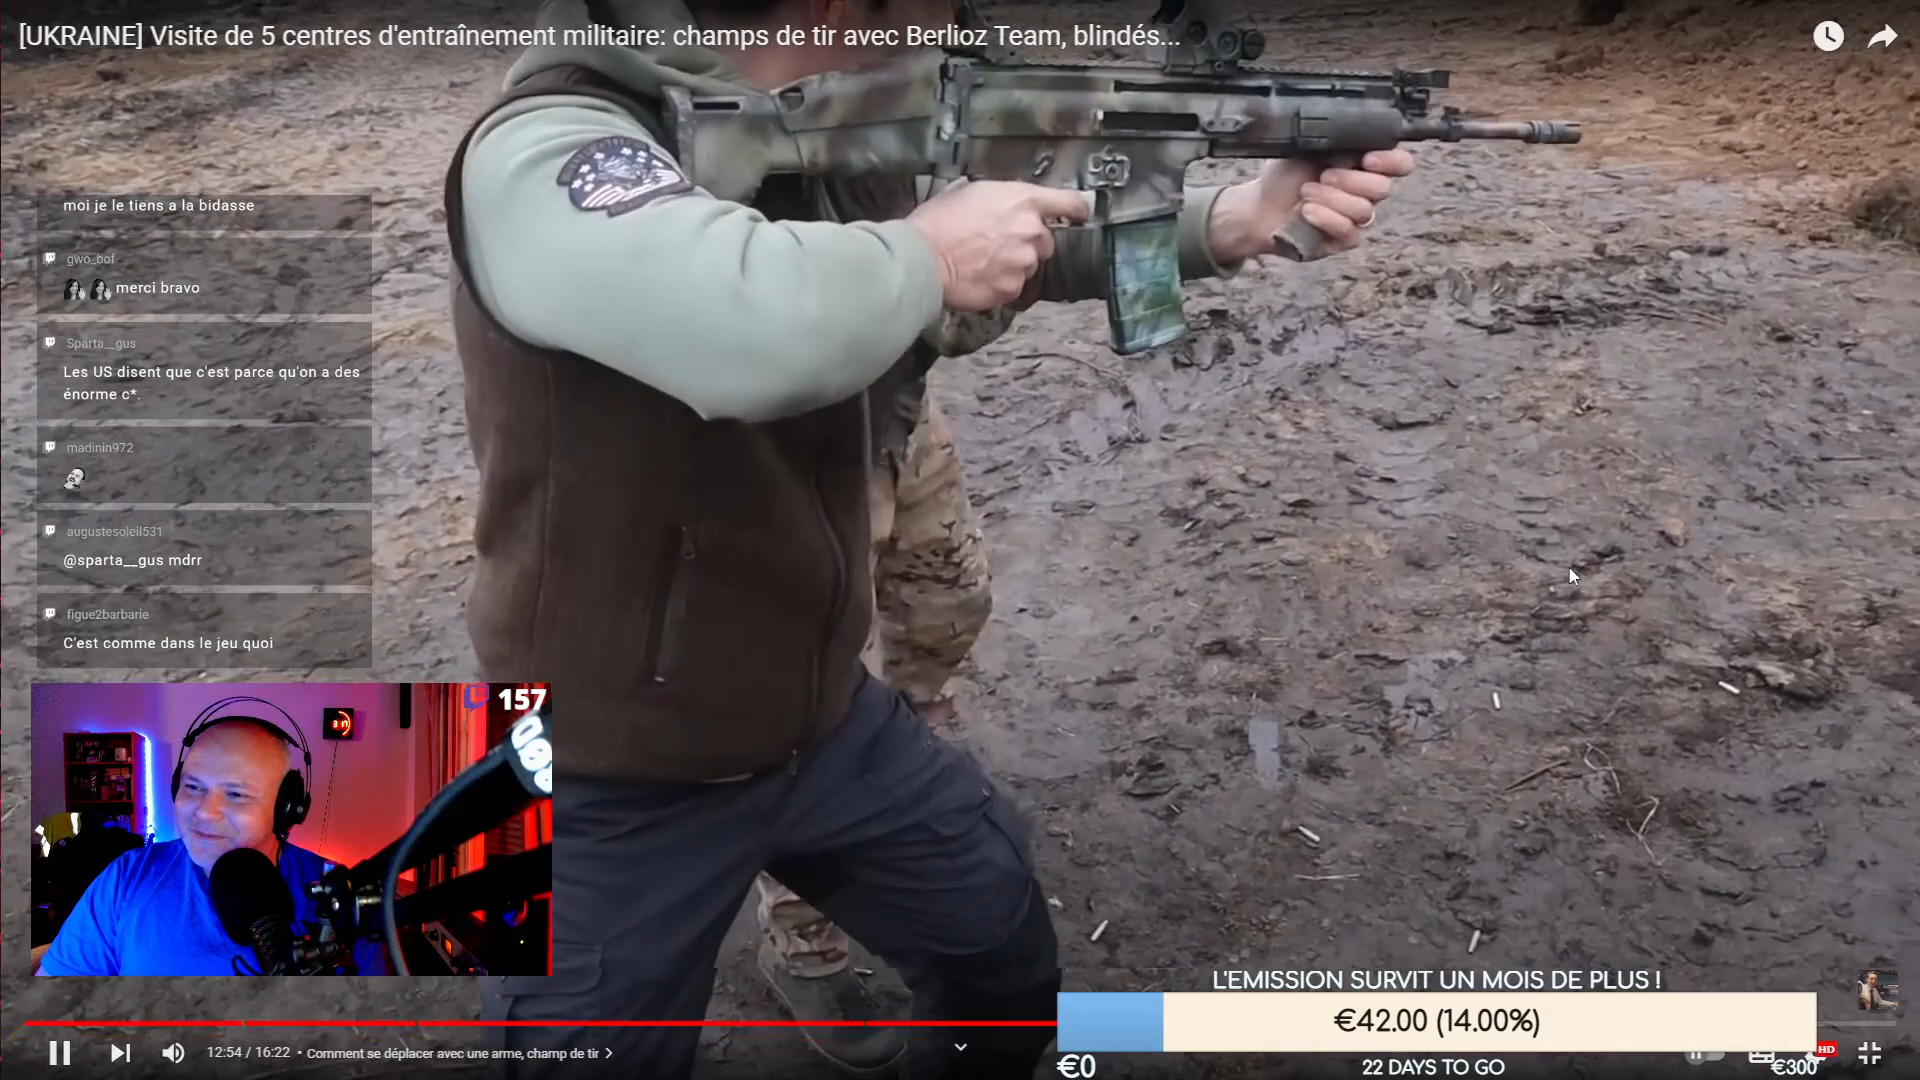 [UKRAINE] Visite de 5 centres d'entraînement militaire: champs de tir avec Berlioz Team, blindés...
moi je le tiens a la bidasse
gwo_bof
merci bravo
Sparta__gus
Les US disent que c'est parce qu'on a des
énorme c*.
madinin972
augustesoleil531
@sparta__gus mdrr
figue2barbarie
C'est comme dans le jeu quoi
157
L'EMISSION SURVIT UN MOIS DE PLUS !
€42.00 (14.00%)
12:54 / 16:22 • Comment se déplacer avec une arme, champ de tir
HD
€0
22 DAYS TO GO
€300